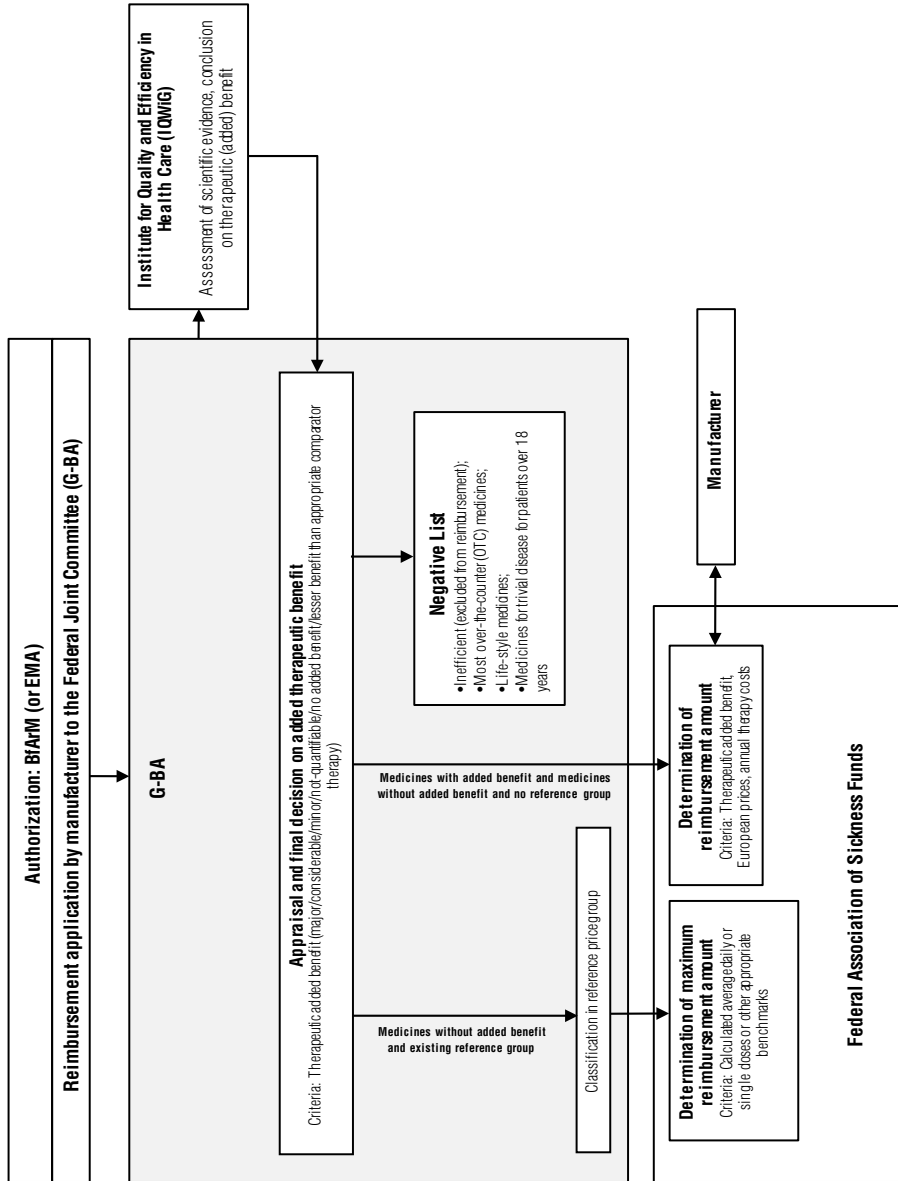 Authorization: BfArM (or EMA)
Reimbursement application by manufacturer to the Federal Joint Committee (G-BA)
G-BA
Institute for Quality and Efficiency in
Health Care (IQWiG)
Assessment of scientific evidence, conclusion
on therapeutic (added) benefit
Appraisal and final decision on added therapeutic benefit
Criteria: Therapeutic added benefit (major/considerable/minor/not-quantifiable/no added benefit/lesser benefit than appropriate comparator
therapy)
Negative List
•Inefficient (excluded from reimbursement);
•Most over-the-counter (OTC) medicines;
•Life-style medicines;
•Medicines for trivial disease for patients over 18
years
Medicines without added benefit
and existing reference group
Medicines with added benefit and medicines
without added benefit and no reference group
Classification in reference price group
Determination of maximum
reimbursement amount
Criteria: Calculated average daily or
single doses or other appropriate
benchmarks
Determination of
reimbursement amount
Criteria: Therapeutic added benefit,
European prices, annual therapy costs
Manufacturer
Federal Association of Sickness Funds